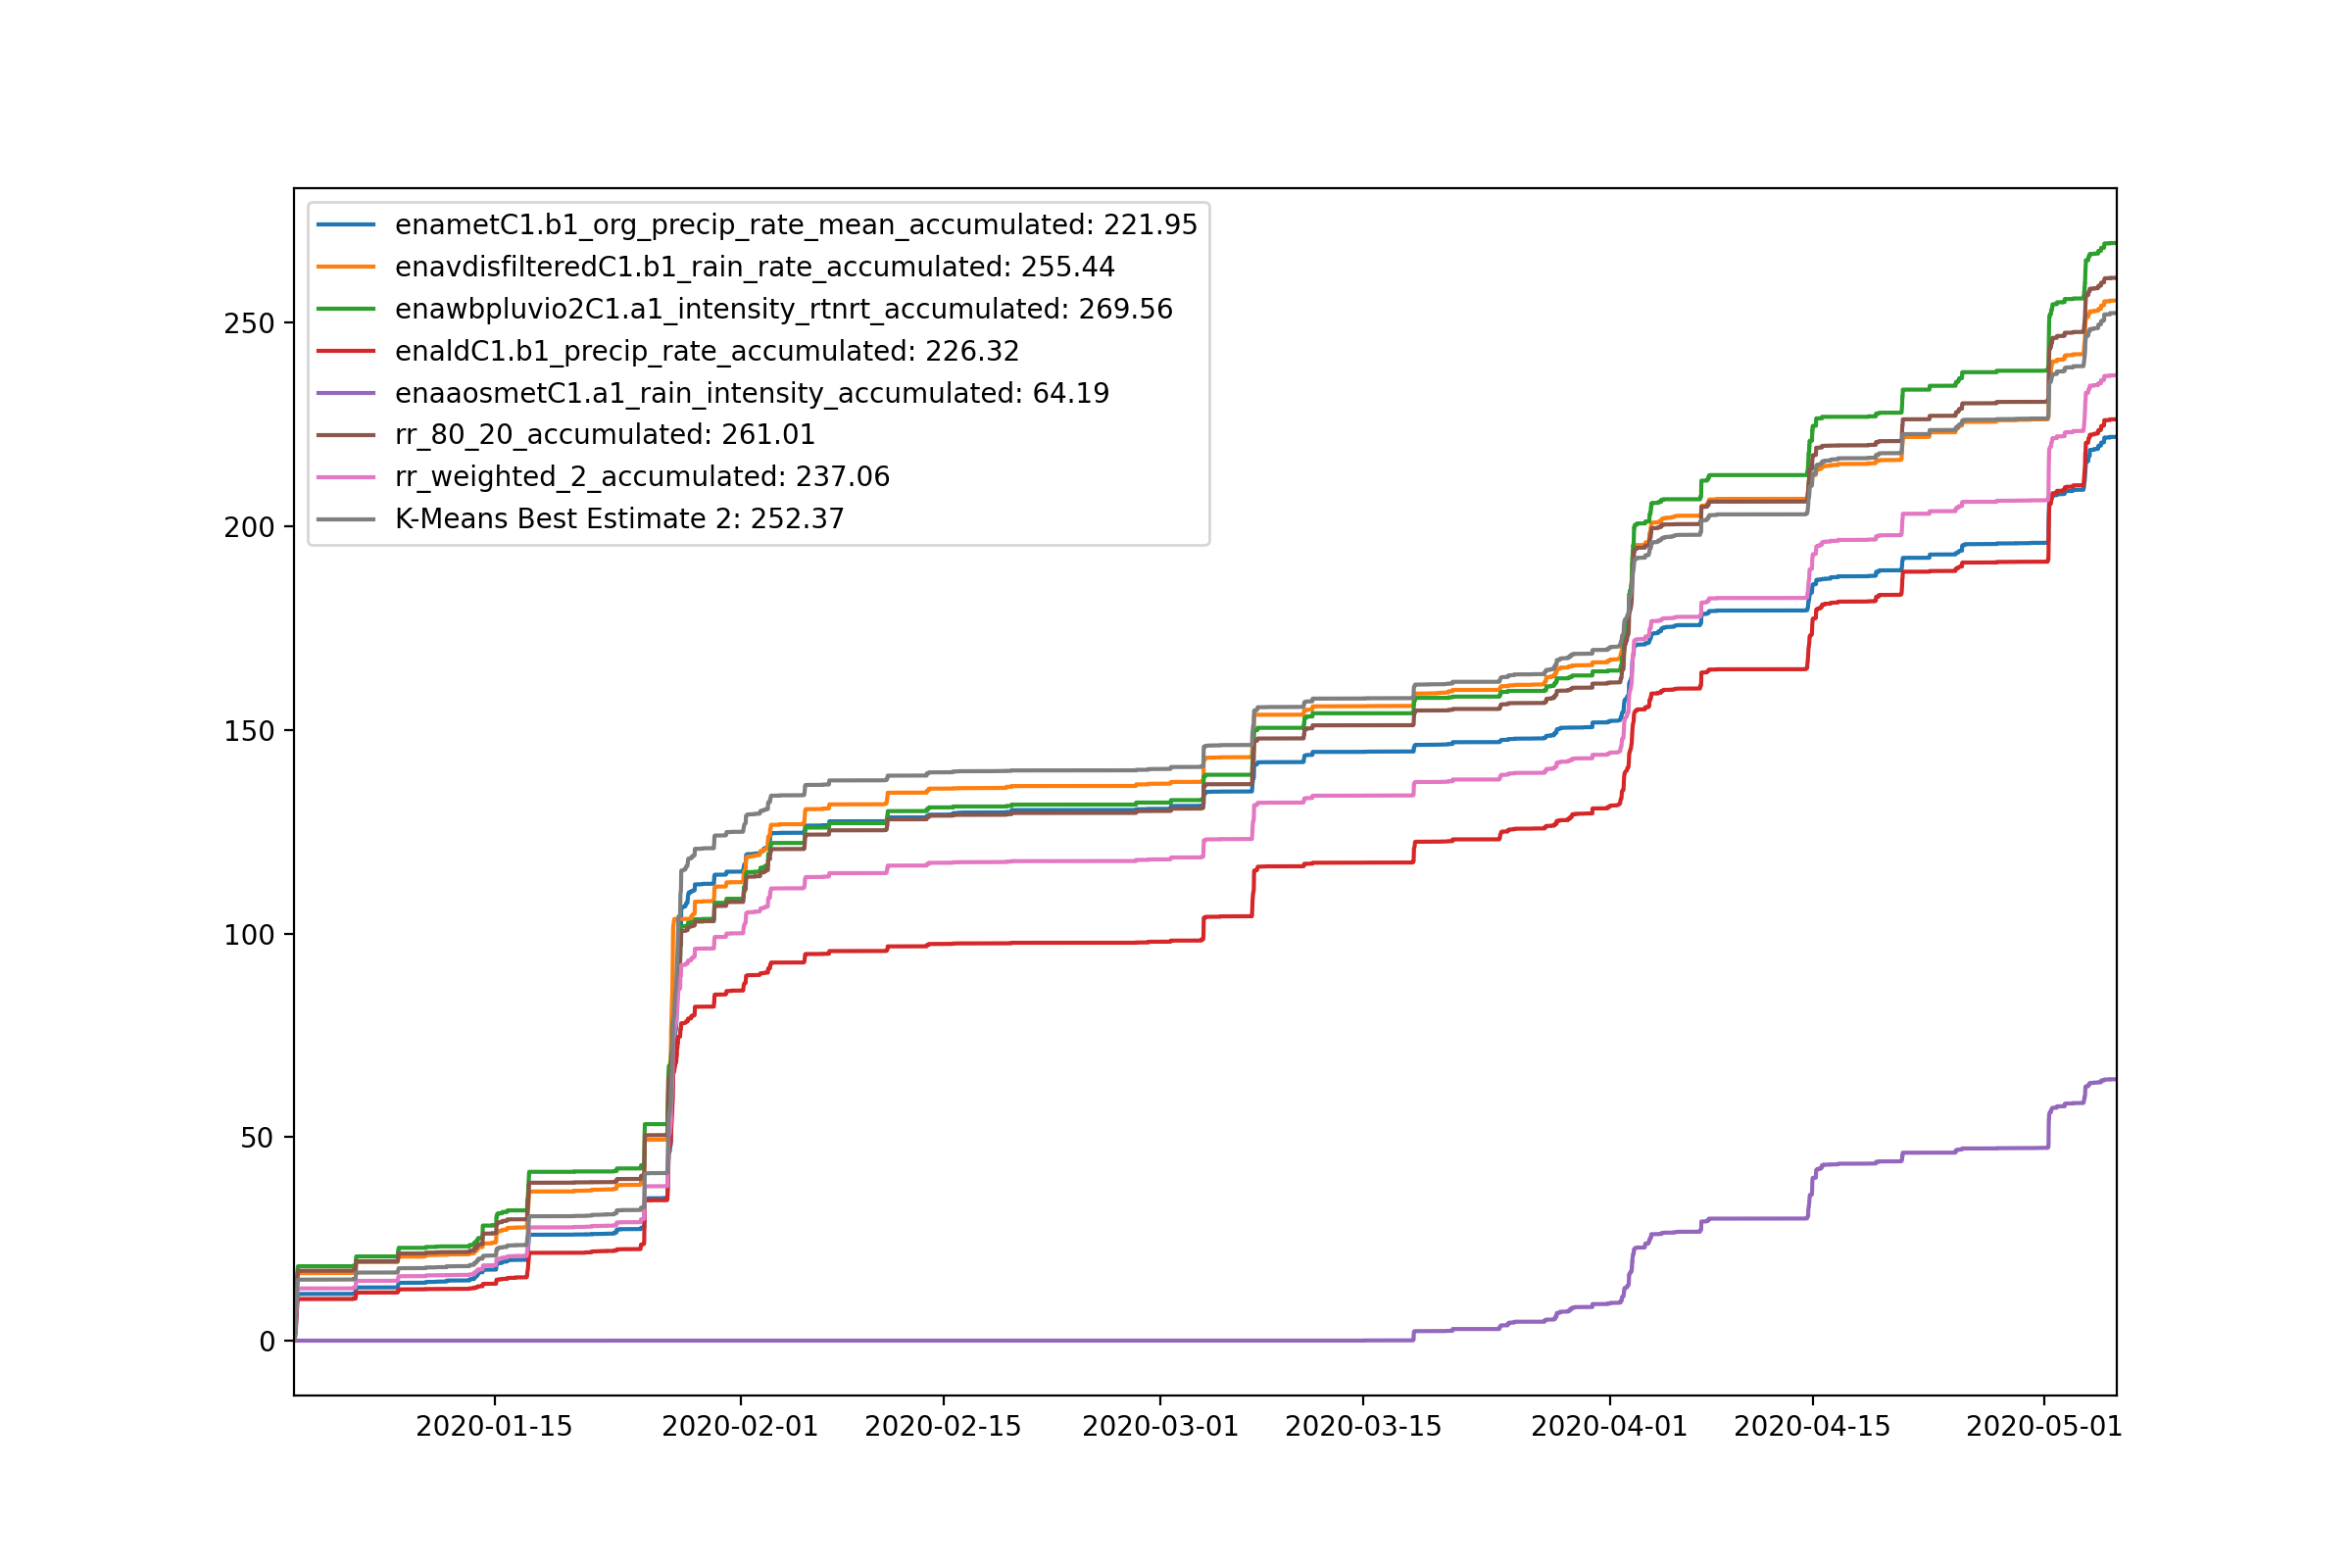 enametC1.b1_org_precip_rate_mean_accumulated: 221.95
enavdisfilteredC1.b1_rain_rate_accumulated: 255.44
enawbpluvio2C1.a1_intensity_rtnrt_accumulated: 269.56
enaldC1.b1_precip_rate_accumulated: 226.32
enaaosmetC1.a1_rain_intensity_accumulated: 64.19
rr_80_20_accumulated: 261.01
rr_weighted_2_accumulated: 237.06
K-Means Best Estimate 2: 252.37
250
200
150
100
50
0
2020-01-15 2020-02-01 2020-02-15 2020-03-01 2020-03-15 2020-04-01 2020-04-15 2020-05-01